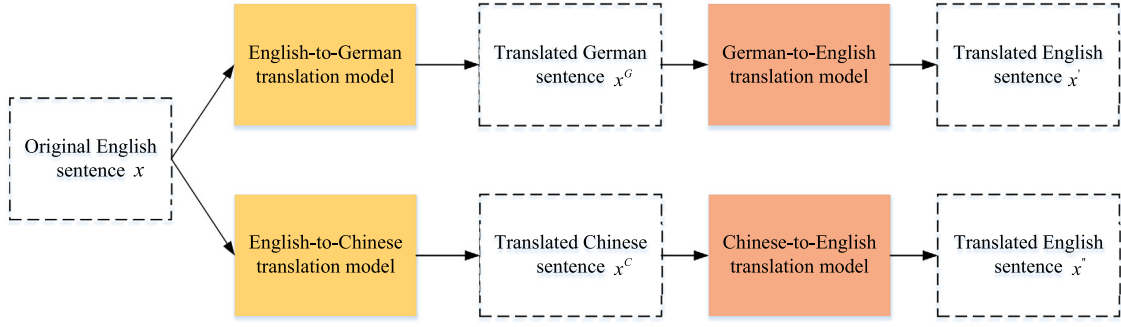 English-to-German
translation model
Translated German
sentence x^G
German-to-English
translation model
Translated English
sentence x'
Original English
sentence x
English-to-Chinese
translation model
Translated Chinese
sentence x^C
Chinese-to-English
translation model
Translated English
sentence x"